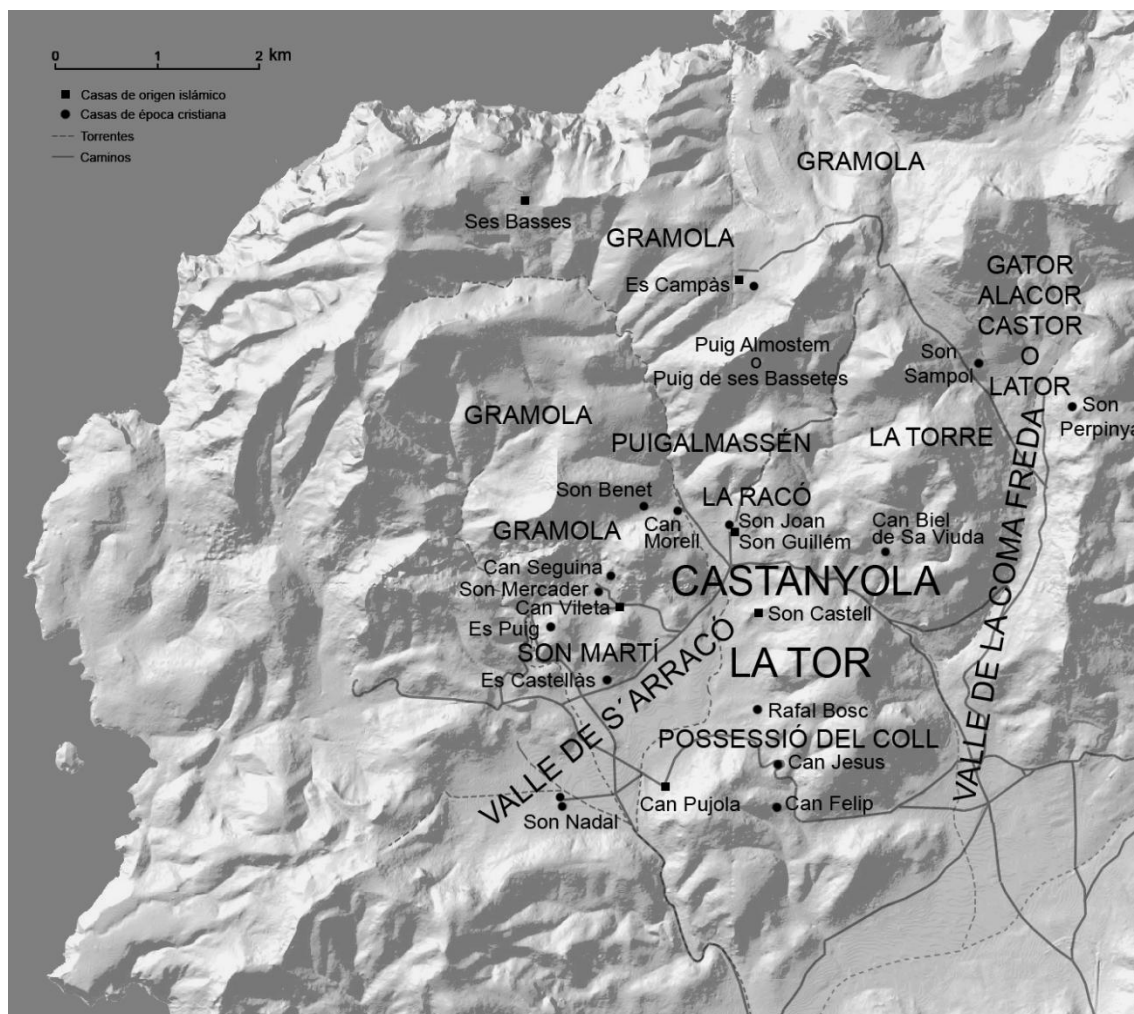 0 1 2 km
Casas de origen islámico
Casas de época cristiana
Torrentes
Caminos
GRAMOLA
Ses Basses
GRAMOLA
Es Campàs
GATOR
ALACOR
CASTOR
O
LATOR
Puig Almostem
o
Puig de ses Bassetes
Son
Sampol
Son
Perpinya
GRAMOLA
PUIGALMASSÉN
LA TORRE
VALLE DE LA COMA FREDA
Son Benet
LA RACÓ
GRAMOLA
Can
Morell
Son Joan
Son Guillém
Can Biel
de Sa Viuda
Can Seguina
Son Mercader
Can Vileta
CASTANYOLA
Es Puig
Son Castell
SON MARTÍ
LA TOR
Es Castellàs
VALLE DE S´ARRACÓ
Rafal Bosc
POSSESSIÓ DEL COLL
Can Jesus
Can Pujola
Can Felip
Son Nadal